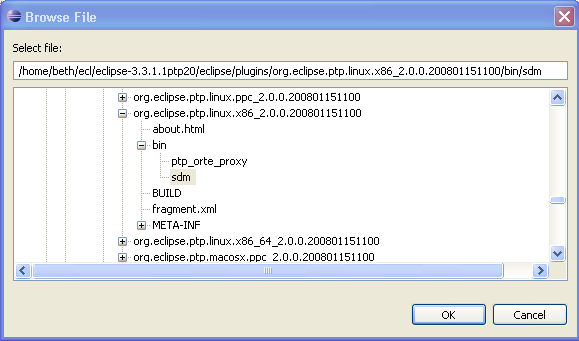 Browse File
Select file:
/home/beth/ecl/eclipse-3.3.1.1ptp20/eclipse/plugins/org.eclipse.ptp.linux.x86_2.0.0.200801151100/bin/sdm
org.eclipse.ptp.linux.ppc_2.0.0.200801151100
org.eclipse.ptp.linux.x86_2.0.0.200801151100
about.html
bin
ptp_orte_proxy
sdm
BUILD
fragment.xml
META-INF
org.eclipse.ptp.linux.x86_64_2.0.0.200801151100
org.eclipse.ptp.macosx.ppc_2.0.0.200801151100
OK Cancel